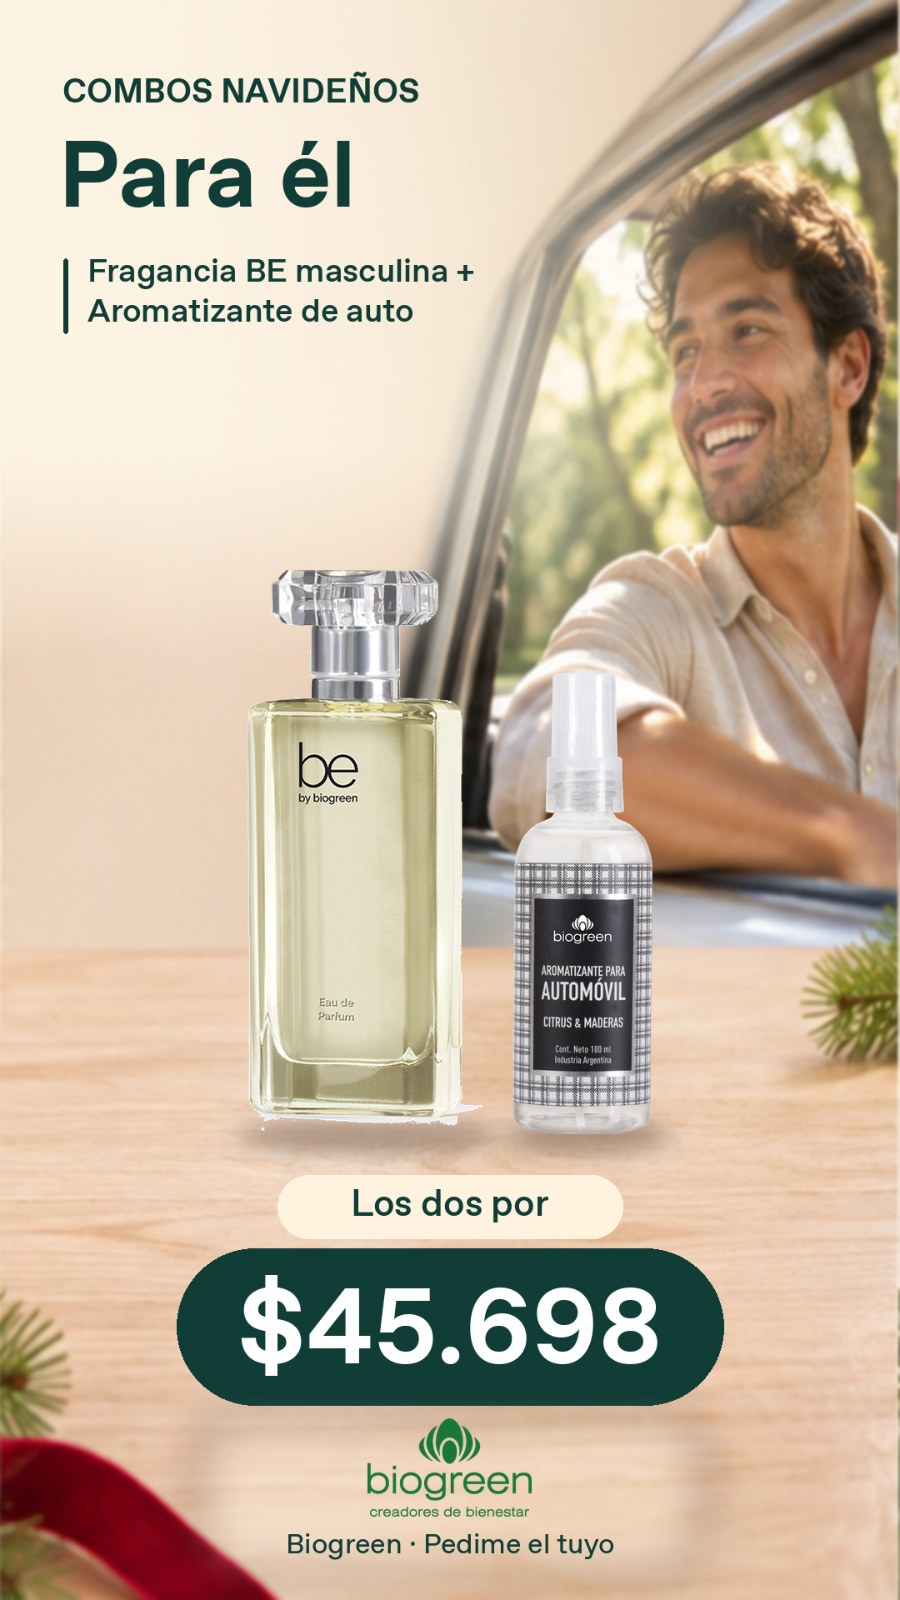 COMBOS NAVIDEÑOS
Para él
Fragancia BE masculina +
Aromatizante de auto
be
by biogreen
Eau de
Parfum
biogreen
AROMATIZANTE PARA
AUTOMÓVIL
CITRUS & MADERAS
Cont. Neto 100 ml
Industria Argentina
Los dos por
$45.698
biogreen
creadores de bienestar
Biogreen · Pedime el tuyo